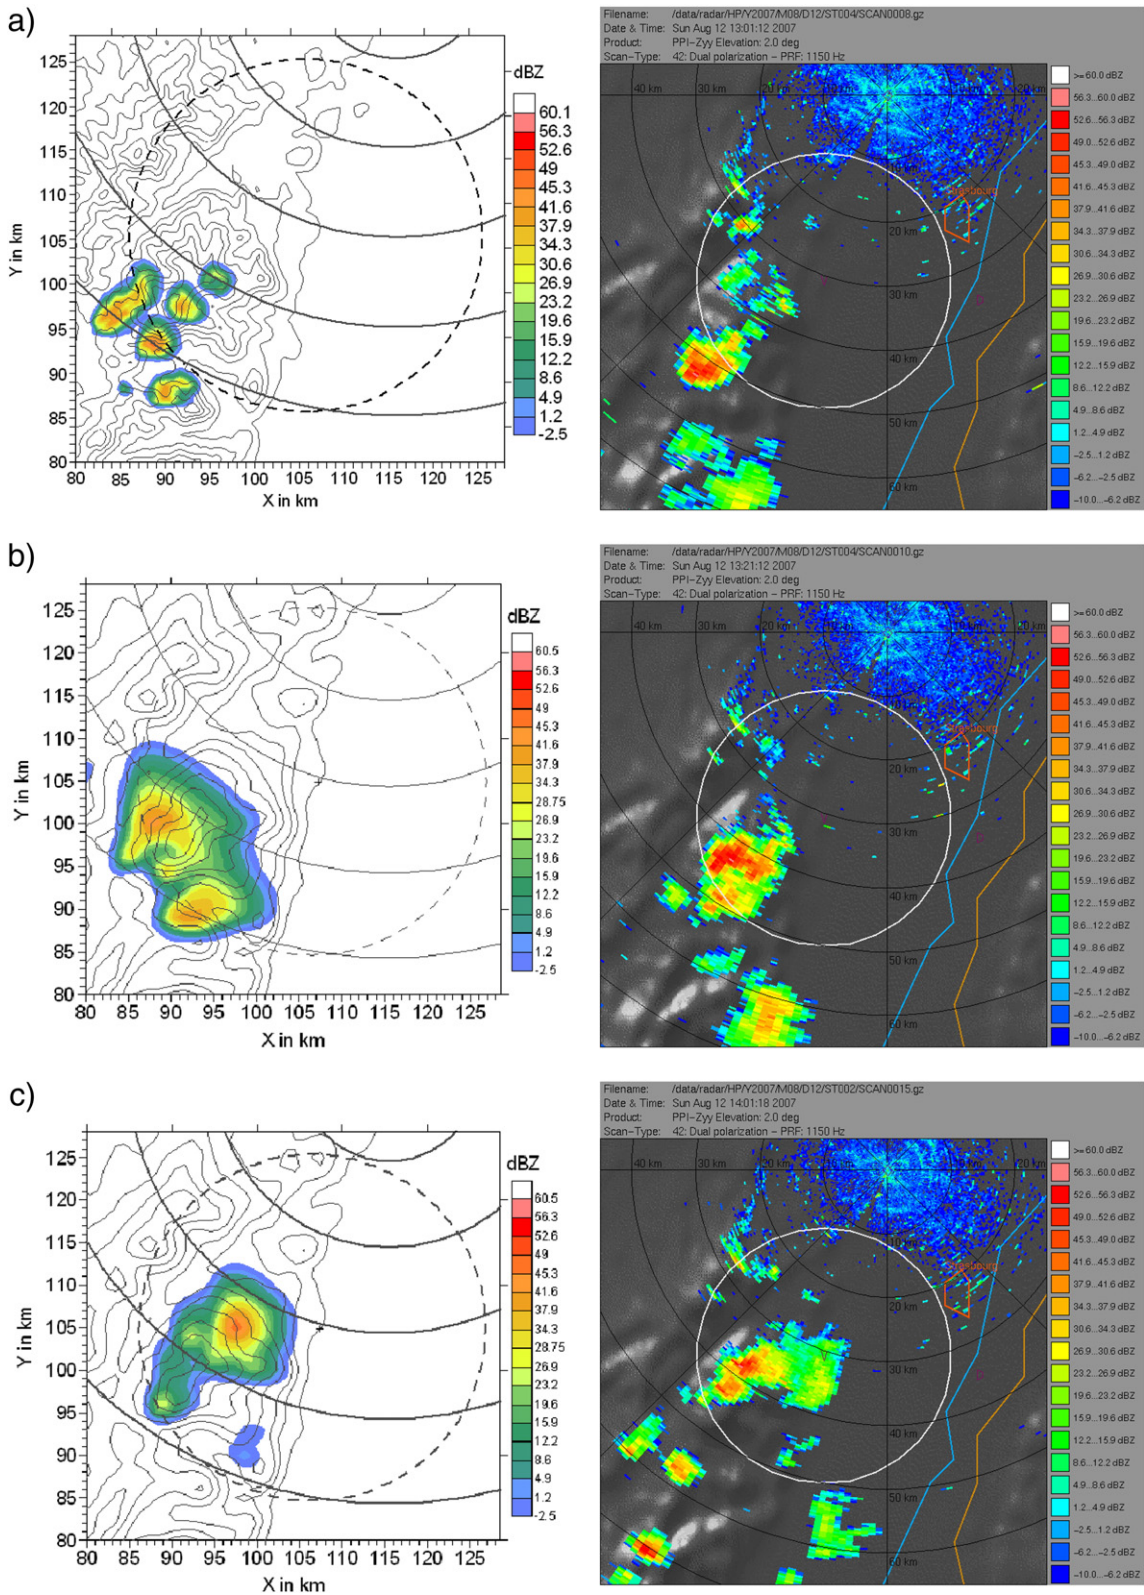 a)
dBZ
60.1
56.3
52.6
49
45.3
41.6
37.9
34.3
30.6
26.9
23.2
19.6
15.9
12.2
8.6
4.9
1.2
-2.5
125
120
115
110
105
100
95
90
85
80
Y in km
80 85 90 95 100 105 110 115 120 125
X in km
Filename: /data/radar/HP/Y2007/M08/D12/ST004/SCAN0008.gz
Date & Time: Sun Aug 12 13:01:12 2007
Product: PPI-Zyy Elevation: 2.0 deg
Scan-Type: 42: Dual polarization – PRF: 1150 Hz
40 km 30 km 20 km 10 km 10 km 20 km
10 km
20 km
30 km
40 km
50 km
60 km
>= 60.0 dBZ
56.3...60.0 dBZ
52.6...56.3 dBZ
49.0...52.6 dBZ
45.3...49.0 dBZ
41.6...45.3 dBZ
37.9...41.6 dBZ
34.3...37.9 dBZ
30.6...34.3 dBZ
26.9...30.6 dBZ
23.2...26.9 dBZ
19.6...23.2 dBZ
15.9...19.6 dBZ
12.2...15.9 dBZ
8.6...12.2 dBZ
4.9...8.6 dBZ
1.2...4.9 dBZ
-2.5...1.2 dBZ
-6.2...-2.5 dBZ
-10.0...-6.2 dBZ
b)
dBZ
60.5
56.3
52.6
49
45.3
41.6
37.9
34.3
28.75
26.9
23.2
19.6
15.9
12.2
8.6
4.9
1.2
-2.5
125
120
115
110
105
100
95
90
85
80
Y in km
80 85 90 95 100 105 110 115 120 125
X in km
Filename: /data/radar/HP/Y2007/M08/D12/ST004/SCAN0010.gz
Date & Time: Sun Aug 12 13:21:12 2007
Product: PPI-Zyy Elevation: 2.0 deg
Scan-Type: 42: Dual polarization – PRF: 1150 Hz
40 km 30 km 20 km 10 km 20 km
10 km
20 km
30 km
40 km
50 km
60 km
>= 60.0 dBZ
56.3...60.0 dBZ
52.6...56.3 dBZ
49.0...52.6 dBZ
45.3...49.0 dBZ
41.6...45.3 dBZ
37.9...41.6 dBZ
34.3...37.9 dBZ
30.6...34.3 dBZ
26.9...30.6 dBZ
23.2...26.9 dBZ
19.6...23.2 dBZ
15.9...19.6 dBZ
12.2...15.9 dBZ
8.6...12.2 dBZ
4.9...8.6 dBZ
1.2...4.9 dBZ
-2.5...1.2 dBZ
-6.2...-2.5 dBZ
-10.0...-6.2 dBZ
c)
dBZ
60.5
56.3
52.6
49
45.3
41.6
37.9
34.3
28.75
26.9
23.2
19.6
15.9
12.2
8.6
4.9
1.2
-2.5
125
120
115
110
105
100
95
90
85
80
Y in km
80 85 90 95 100 105 110 115 120 125
X in km
Filename: /data/radar/HP/Y2007/M08/D12/ST002/SCAN0015.gz
Date & Time: Sun Aug 12 14:01:18 2007
Product: PPI-Zyy Elevation: 2.0 deg
Scan-Type: 42: Dual polarization – PRF: 1150 Hz
40 km 30 km 20 km 10 km 20 km
10 km
20 km
30 km
40 km
50 km
60 km
>= 60.0 dBZ
56.3...60.0 dBZ
52.6...56.3 dBZ
49.0...52.6 dBZ
45.3...49.0 dBZ
41.6...45.3 dBZ
37.9...41.6 dBZ
34.3...37.9 dBZ
30.6...34.3 dBZ
26.9...30.6 dBZ
23.2...26.9 dBZ
19.6...23.2 dBZ
15.9...19.6 dBZ
12.2...15.9 dBZ
8.6...12.2 dBZ
4.9...8.6 dBZ
1.2...4.9 dBZ
-2.5...1.2 dBZ
-6.2...-2.5 dBZ
-10.0...-6.2 dBZ